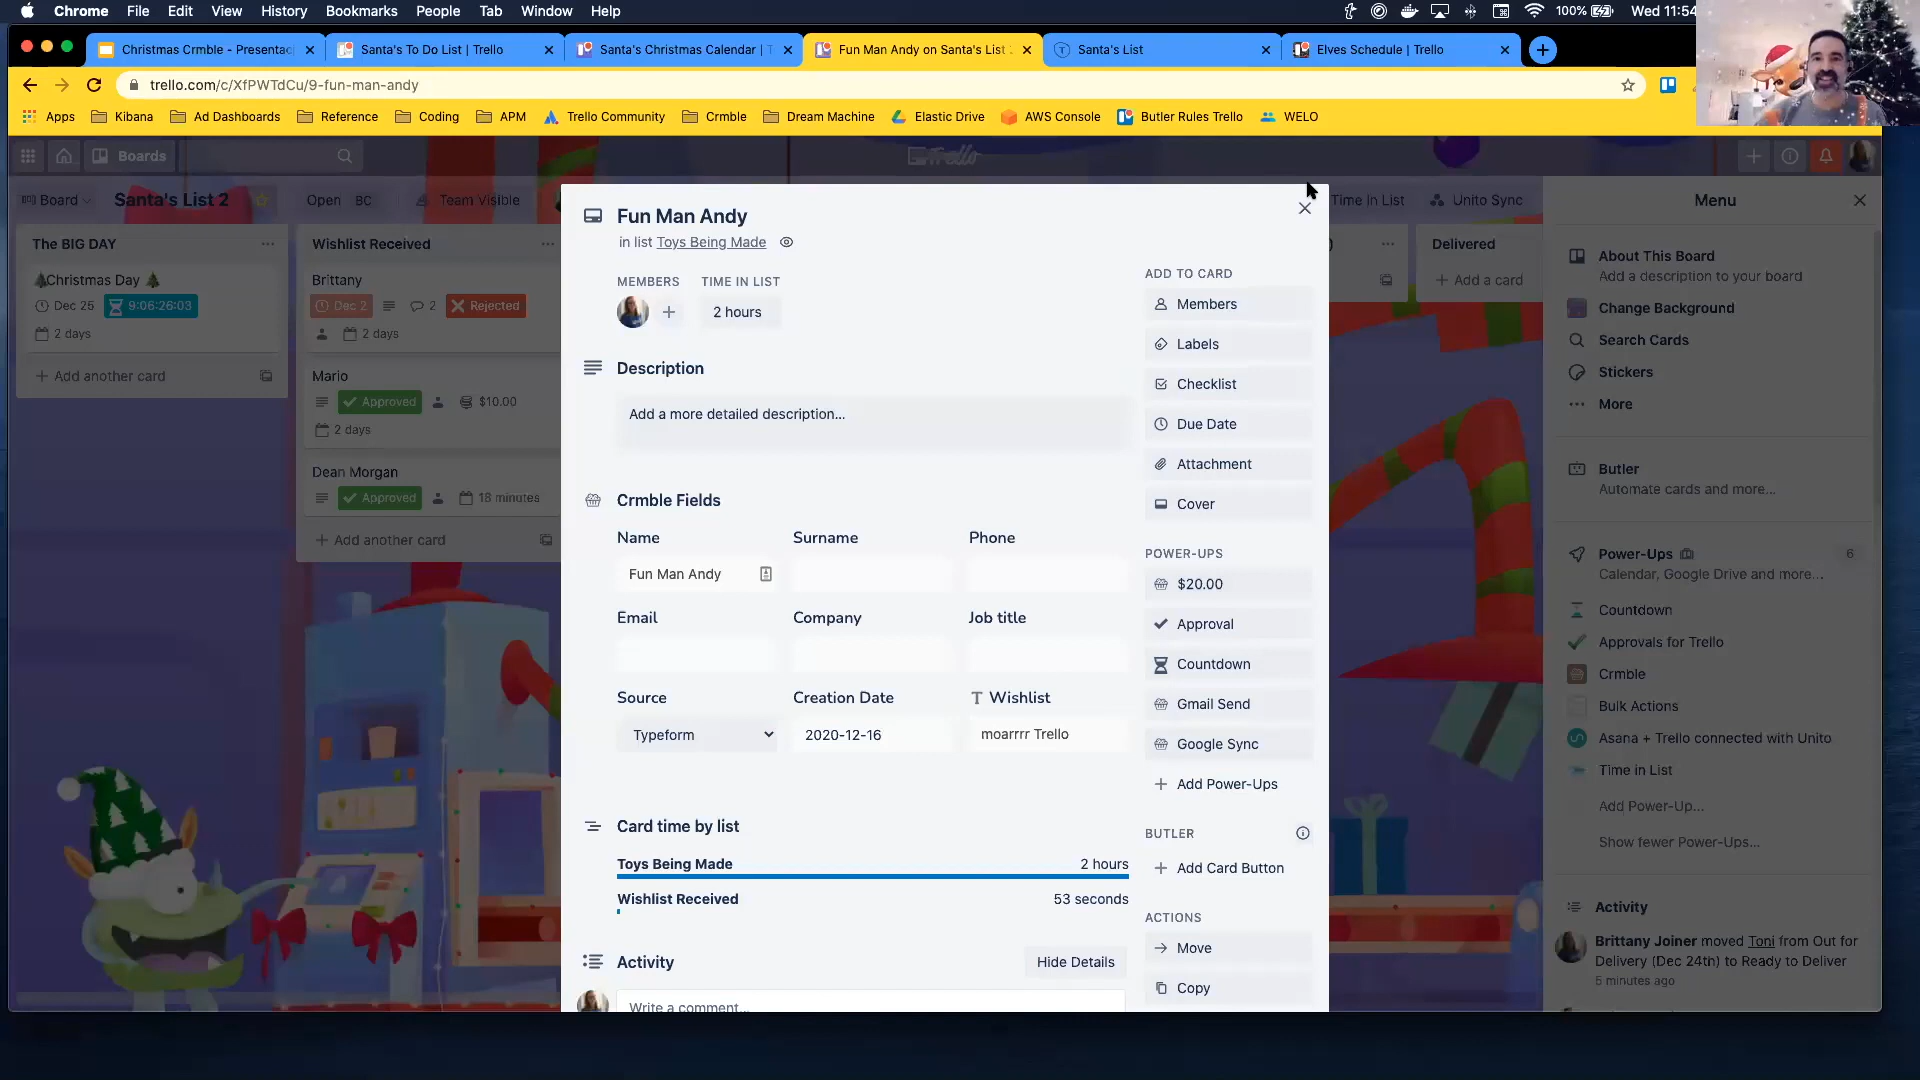 Chrome File Edit View History Bookmarks People Tab Window Help 100% Wed 11:54
Christmas Crmble - Presentac Santa's To Do List | Trello Santa's Christmas Calendar | T Fun Man Andy on Santa's List Santa's List Elves Schedule | Trello
trello.com/c/XfPWTdCu/9-fun-man-andy
Apps Kibana Ad Dashboards Reference Coding APM Trello Community Crmble Dream Machine Elastic Drive AWS Console Butler Rules Trello WELO
Boards Trello
Board Santa's List 2 Open BC Team Visible Time In List Unito Sync
The BIG DAY
🎄Christmas Day 🎄
Dec 25 9:06:26:03
2 days
+ Add another card
Wishlist Received
Brittany
Dec 2 2 Rejected
2 days
Mario
Approved $10.00
2 days
Dean Morgan
Approved 18 minutes
+ Add another card
Fun Man Andy
in list Toys Being Made
MEMBERS TIME IN LIST
2 hours
Description
Add a more detailed description...
Crmble Fields
Name Surname Phone
Fun Man Andy
Email Company Job title
Source Creation Date T Wishlist
Typeform 2020-12-16 moarrrr Trello
Card time by list
Toys Being Made 2 hours
Wishlist Received 53 seconds
Activity Hide Details
Write a comment...
ADD TO CARD
Members
Labels
Checklist
Due Date
Attachment
Cover
POWER-UPS
$20.00
Approval
Countdown
Gmail Send
Google Sync
+ Add Power-Ups
BUTLER
+ Add Card Button
ACTIONS
Move
Copy
)
Delivered
+ Add a card
Menu
About This Board
Add a description to your board
Change Background
Search Cards
Stickers
More
Butler
Automate cards and more...
Power-Ups 6
Calendar, Google Drive and more...
Countdown
Approvals for Trello
Crmble
Bulk Actions
Asana + Trello connected with Unito
Time in List
Add Power-Up...
Show fewer Power-Ups...
Activity
Brittany Joiner moved Toni from Out for
Delivery (Dec 24th) to Ready to Deliver
5 minutes ago